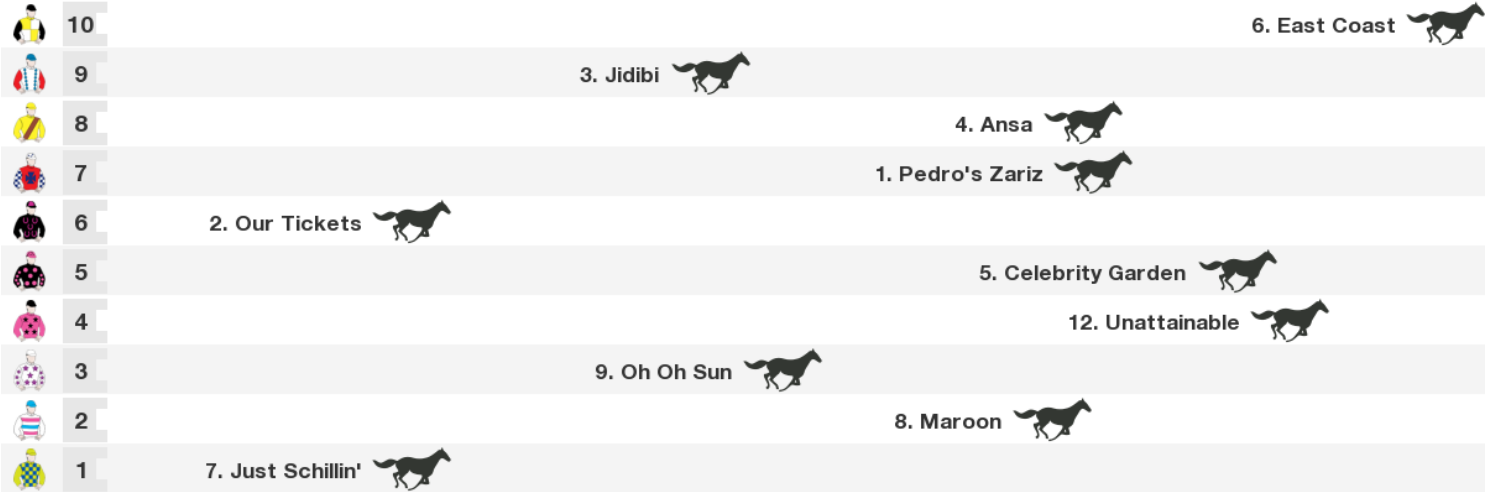 10 6. East Coast
9 3. Jidibi
8 4. Ansa
7 1. Pedro's Zariz
6 2. Our Tickets
5 5. Celebrity Garden
4 12. Unattainable
3 9. Oh Oh Sun
2 8. Maroon
1 7. Just Schillin'